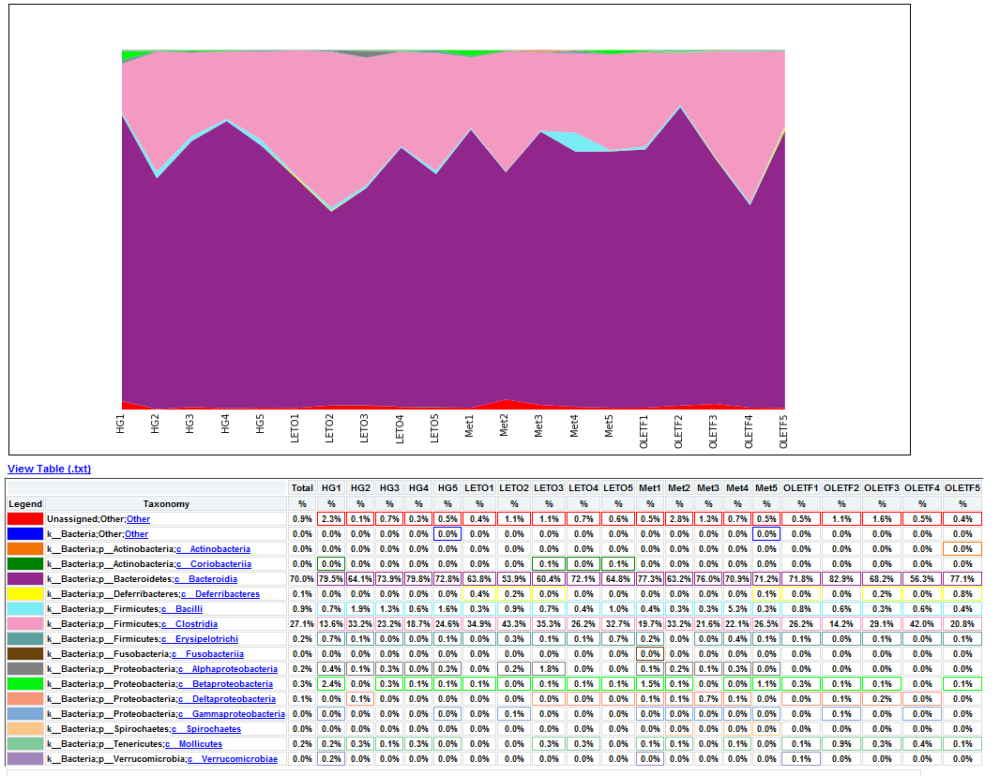 HG1 HG2 HG3 HG4 HG5 LETO1 LETO2 LETO3 LETO4 LETO5 Met1 Met2 Met3 Met4 Met5 OLETF1 OLETF2 OLETF3 OLETF4 OLETF5
View Table (.txt)
Total HG1 HG2 HG3 HG4 HG5 LETO1 LETO2 LETO3 LETO4 LETO5 Met1 Met2 Met3 Met4 Met5 OLETF1 OLETF2 OLETF3 OLETF4 OLETF5
Legend Taxonomy % % % % % % % % % % % % % % % % % % % % %
Unassigned;Other;Other 0.9% 2.3% 0.1% 0.7% 0.3% 0.5% 0.4% 1.1% 1.1% 0.7% 0.6% 0.5% 2.8% 1.3% 0.7% 0.5% 0.5% 1.1% 1.6% 0.5% 0.4%
k__Bacteria;Other;Other 0.0% 0.0% 0.0% 0.0% 0.0% 0.0% 0.0% 0.0% 0.0% 0.0% 0.0% 0.0% 0.0% 0.0% 0.0% 0.0% 0.0% 0.0% 0.0% 0.0% 0.0%
k__Bacteria;p__Actinobacteria;c__Actinobacteria 0.0% 0.0% 0.0% 0.0% 0.0% 0.0% 0.0% 0.0% 0.0% 0.0% 0.0% 0.0% 0.0% 0.0% 0.0% 0.0% 0.0% 0.0% 0.0% 0.0% 0.0%
k__Bacteria;p__Actinobacteria;c__Coriobacteriia 0.0% 0.0% 0.0% 0.0% 0.0% 0.0% 0.0% 0.0% 0.1% 0.0% 0.1% 0.0% 0.0% 0.0% 0.0% 0.0% 0.0% 0.0% 0.0% 0.0% 0.0%
k__Bacteria;p__Bacteroidetes;c__Bacteroidia 70.0% 79.5% 64.1% 73.9% 79.8% 72.8% 63.8% 53.9% 60.4% 72.1% 64.8% 77.3% 63.2% 76.0% 70.9% 71.2% 71.8% 82.9% 68.2% 56.3% 77.1%
k__Bacteria;p__Deferribacteres;c__Deferribacteres 0.1% 0.0% 0.0% 0.0% 0.0% 0.0% 0.4% 0.2% 0.0% 0.0% 0.0% 0.0% 0.0% 0.0% 0.0% 0.1% 0.0% 0.0% 0.2% 0.0% 0.8%
k__Bacteria;p__Firmicutes;c__Bacilli 0.9% 0.7% 1.9% 1.3% 0.6% 1.6% 0.3% 0.9% 0.7% 0.4% 1.0% 0.4% 0.3% 0.3% 5.3% 0.3% 0.8% 0.6% 0.3% 0.6% 0.4%
k__Bacteria;p__Firmicutes;c__Clostridia 27.1% 13.6% 33.2% 23.2% 18.7% 24.6% 34.9% 43.3% 35.3% 26.2% 32.7% 19.7% 33.2% 21.6% 22.1% 26.5% 26.2% 14.2% 29.1% 42.0% 20.8%
k__Bacteria;p__Firmicutes;c__Erysipelotrichi 0.2% 0.7% 0.1% 0.0% 0.0% 0.1% 0.0% 0.3% 0.1% 0.1% 0.7% 0.2% 0.0% 0.0% 0.4% 0.1% 0.1% 0.0% 0.1% 0.0% 0.1%
k__Bacteria;p__Fusobacteria;c__Fusobacteriia 0.0% 0.0% 0.0% 0.0% 0.0% 0.0% 0.0% 0.0% 0.0% 0.0% 0.0% 0.0% 0.0% 0.0% 0.0% 0.0% 0.0% 0.0% 0.0% 0.0% 0.0%
k__Bacteria;p__Proteobacteria;c__Alphaproteobacteria 0.2% 0.4% 0.1% 0.3% 0.0% 0.3% 0.0% 0.2% 1.8% 0.0% 0.0% 0.1% 0.2% 0.1% 0.3% 0.0% 0.0% 0.0% 0.0% 0.0% 0.0%
k__Bacteria;p__Proteobacteria;c__Betaproteobacteria 0.3% 2.4% 0.0% 0.3% 0.1% 0.1% 0.1% 0.0% 0.1% 0.1% 0.1% 1.5% 0.1% 0.0% 0.0% 1.1% 0.3% 0.1% 0.1% 0.0% 0.1%
k__Bacteria;p__Proteobacteria;c__Deltaproteobacteria 0.1% 0.0% 0.1% 0.0% 0.0% 0.0% 0.0% 0.0% 0.0% 0.0% 0.0% 0.1% 0.1% 0.7% 0.1% 0.0% 0.0% 0.1% 0.2% 0.0% 0.0%
k__Bacteria;p__Proteobacteria;c__Gammaproteobacteria 0.0% 0.0% 0.0% 0.0% 0.0% 0.0% 0.0% 0.1% 0.0% 0.0% 0.0% 0.0% 0.0% 0.0% 0.0% 0.0% 0.0% 0.1% 0.0% 0.0% 0.0%
k__Bacteria;p__Spirochaetes;c__Spirochaetes 0.0% 0.0% 0.0% 0.0% 0.0% 0.0% 0.0% 0.0% 0.0% 0.0% 0.0% 0.0% 0.0% 0.0% 0.0% 0.0% 0.0% 0.0% 0.0% 0.0% 0.0%
k__Bacteria;p__Tenericutes;c__Mollicutes 0.2% 0.2% 0.3% 0.1% 0.3% 0.0% 0.0% 0.0% 0.3% 0.3% 0.0% 0.1% 0.1% 0.0% 0.1% 0.0% 0.1% 0.9% 0.3% 0.4% 0.1%
k__Bacteria;p__Verrucomicrobia;c__Verrucomicrobiae 0.0% 0.2% 0.0% 0.0% 0.0% 0.0% 0.0% 0.0% 0.0% 0.0% 0.0% 0.0% 0.0% 0.0% 0.0% 0.0% 0.1% 0.0% 0.0% 0.0% 0.0%